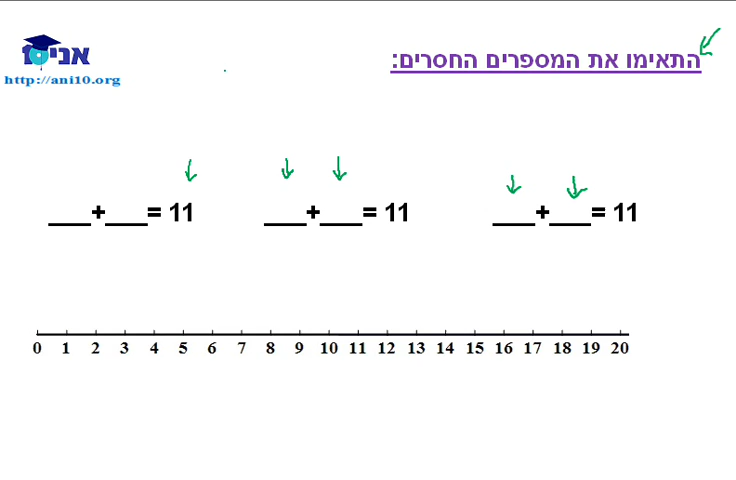 התאימו את המספרים החסרים:
אני10
http://ani10.org
___+___= 11 ___+___= 11 ___+___= 11
0 1 2 3 4 5 6 7 8 9 10 11 12 13 14 15 16 17 18 19 20